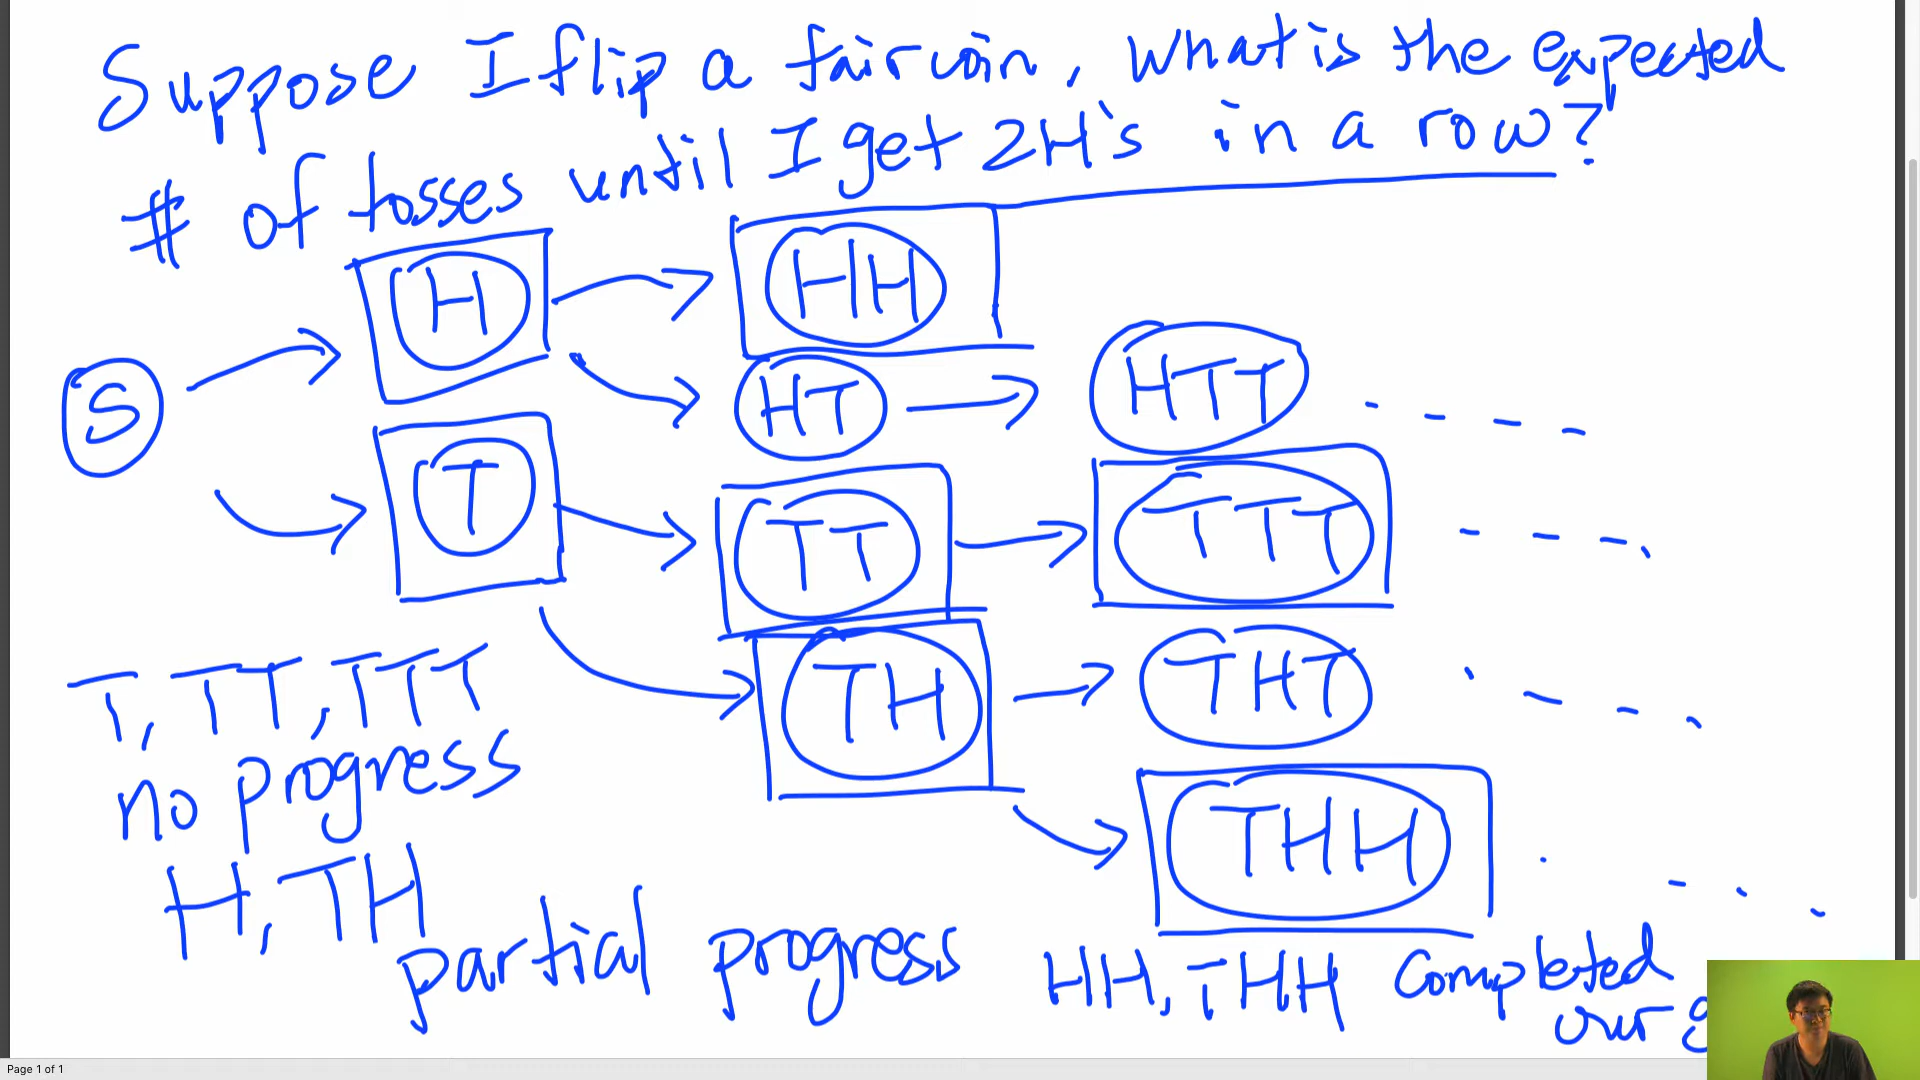 Suppose I flip a fair coin, What is the expected
# of tosses until I get 2H's in a row?
H HH
S HT HTT
T TT TTT
TH THT
T, TT, TTT
no progress
THH
H, TH
partial progress HH, THH Completed
our
Page 1 of 1